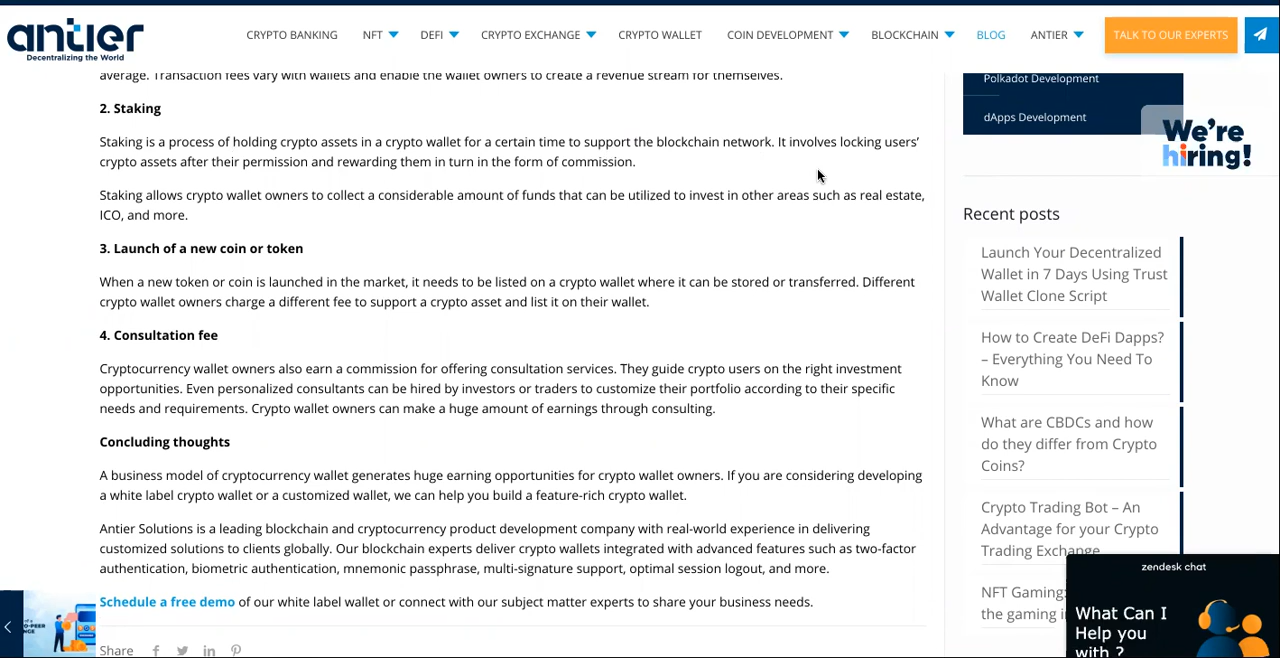 antier
Decentralizing the World
CRYPTO BANKING NFT DEFI CRYPTO EXCHANGE CRYPTO WALLET COIN DEVELOPMENT BLOCKCHAIN BLOG ANTIER TALK TO OUR EXPERTS
average. Transaction fees vary with wallets and enable the wallet owners to create a revenue stream for themselves.
2. Staking
Staking is a process of holding crypto assets in a crypto wallet for a certain time to support the blockchain network. It involves locking users’
crypto assets after their permission and rewarding them in turn in the form of commission.
Staking allows crypto wallet owners to collect a considerable amount of funds that can be utilized to invest in other areas such as real estate,
ICO, and more.
3. Launch of a new coin or token
When a new token or coin is launched in the market, it needs to be listed on a crypto wallet where it can be stored or transferred. Different
crypto wallet owners charge a different fee to support a crypto asset and list it on their wallet.
4. Consultation fee
Cryptocurrency wallet owners also earn a commission for offering consultation services. They guide crypto users on the right investment
opportunities. Even personalized consultants can be hired by investors or traders to customize their portfolio according to their specific
needs and requirements. Crypto wallet owners can make a huge amount of earnings through consulting.
Concluding thoughts
A business model of cryptocurrency wallet generates huge earning opportunities for crypto wallet owners. If you are considering developing
a white label crypto wallet or a customized wallet, we can help you build a feature-rich crypto wallet.
Antier Solutions is a leading blockchain and cryptocurrency product development company with real-world experience in delivering
customized solutions to clients globally. Our blockchain experts deliver crypto wallets integrated with advanced features such as two-factor
authentication, biometric authentication, mnemonic passphrase, multi-signature support, optimal session logout, and more.
Schedule a free demo of our white label wallet or connect with our subject matter experts to share your business needs.
Share
Polkadot Development
dApps Development
We're
hiring!
Recent posts
Launch Your Decentralized
Wallet in 7 Days Using Trust
Wallet Clone Script
How to Create DeFi Dapps?
– Everything You Need To
Know
What are CBDCs and how
do they differ from Crypto
Coins?
Crypto Trading Bot – An
Advantage for your Crypto
Trading Exchange
NFT Gaming:
the gaming
zendesk chat
What Can I
Help you
with ?